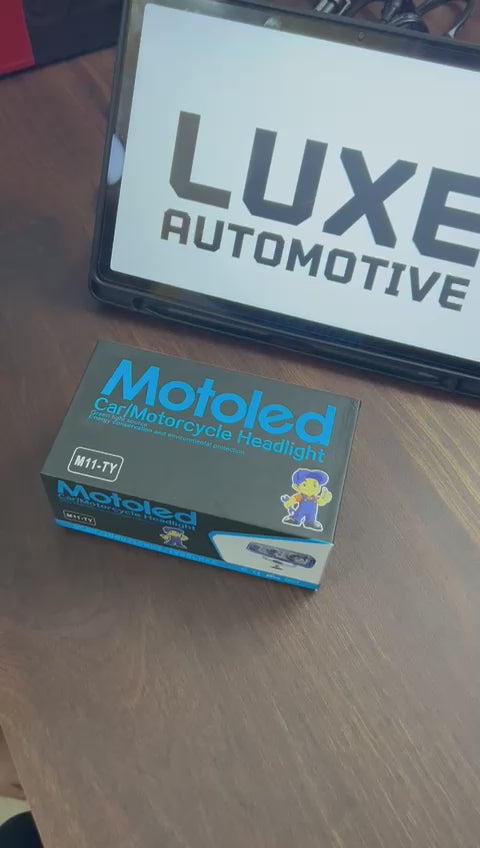 LUXE
AUTOMOTIVE
Motoled
Car/Motorcycle Headlight
Green light source
Energy conservation and environmental protection
M11-TY
Motoled
Car/Motorcycle Headlight
M11-TY